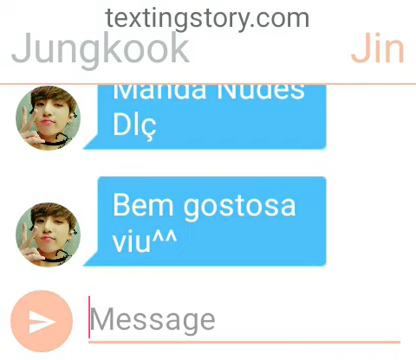 textingstory.com
Jungkook
Jin
Manda Nudes
Dlç
Bem gostosa
viu^^
Message